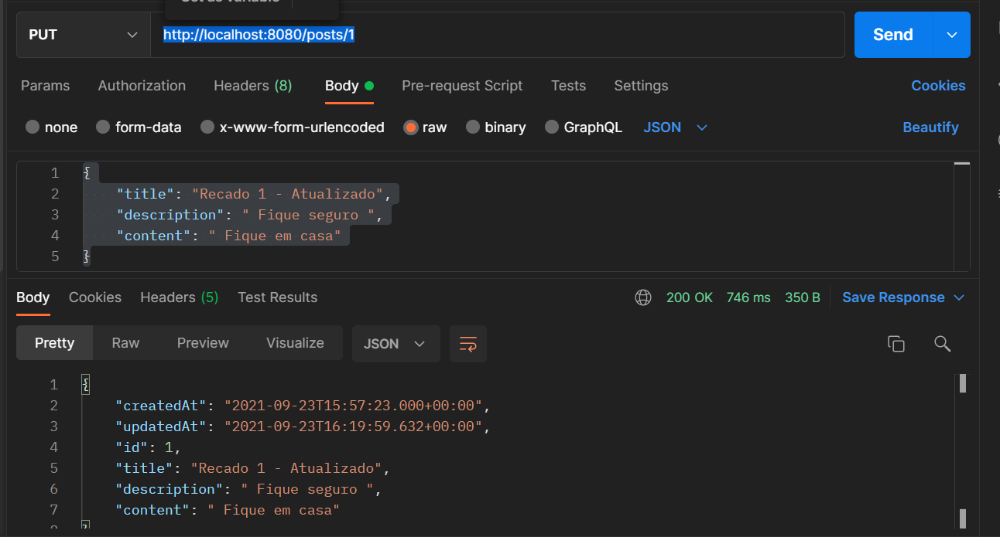 Set as variable
PUT http://localhost:8080/posts/1 Send
Params Authorization Headers (8) Body Pre-request Script Tests Settings Cookies
none form-data x-www-form-urlencoded raw binary GraphQL JSON Beautify
1 {
2 "title": "Recado 1 - Atualizado",
3 "description": " Fique seguro ",
4 "content": " Fique em casa"
5 }
Body Cookies Headers (5) Test Results 200 OK 746 ms 350 B Save Response
Pretty Raw Preview Visualize JSON
1 {
2 "createdAt": "2021-09-23T15:57:23.000+00:00",
3 "updatedAt": "2021-09-23T16:19:59.632+00:00",
4 "id": 1,
5 "title": "Recado 1 - Atualizado",
6 "description": " Fique seguro ",
7 "content": " Fique em casa"
8 }